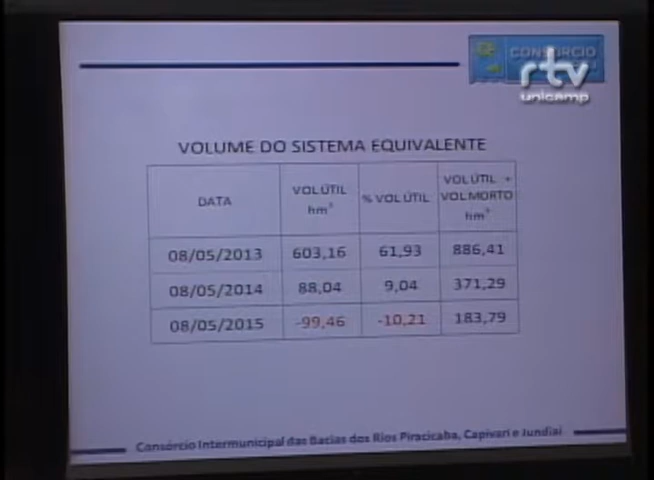 CONSÓRCIO
rtv
unicamp
VOLUME DO SISTEMA EQUIVALENTE
DATA
VOL ÚTIL
hm³
% VOL ÚTIL
VOL ÚTIL +
VOL MORTO
hm³
08/05/2013 603,16 61,93 886,41
08/05/2014 88,04 9,04 371,29
08/05/2015 -99,46 -10,21 183,79
Consórcio Intermunicipal das Bacias dos Rios Piracicaba, Capivari e Jundiaí